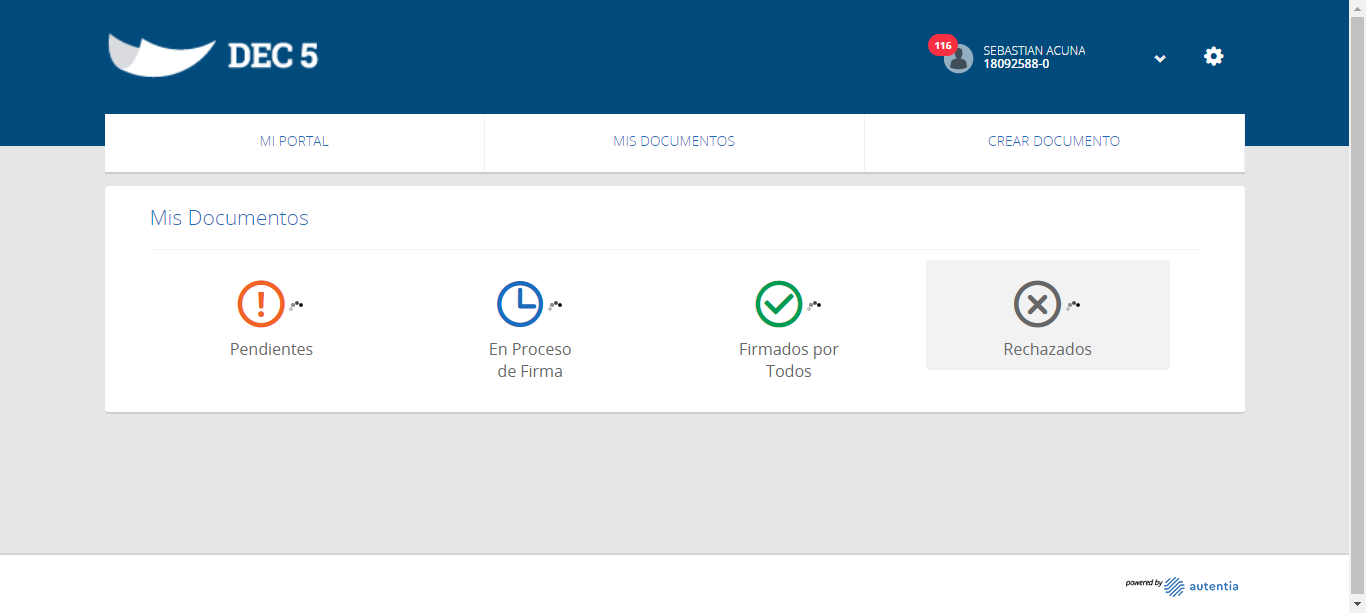 DEC 5
116
SEBASTIAN ACUNA
18092588-0
MI PORTAL
MIS DOCUMENTOS
CREAR DOCUMENTO
Mis Documentos
Pendientes
En Proceso
de Firma
Firmados por
Todos
Rechazados
powered by autentia